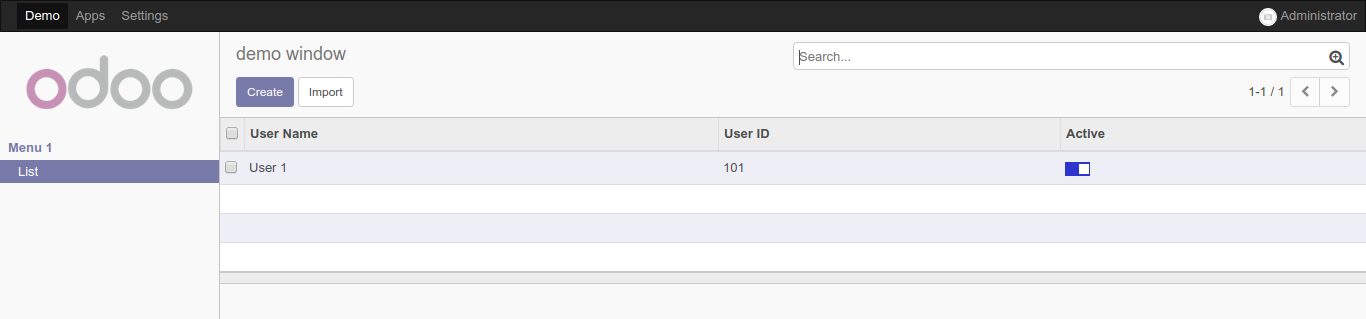 Demo Apps Settings Administrator
odoo
demo window
Search...
Create Import
1-1 / 1
Menu 1
List
User Name User ID Active
User 1 101